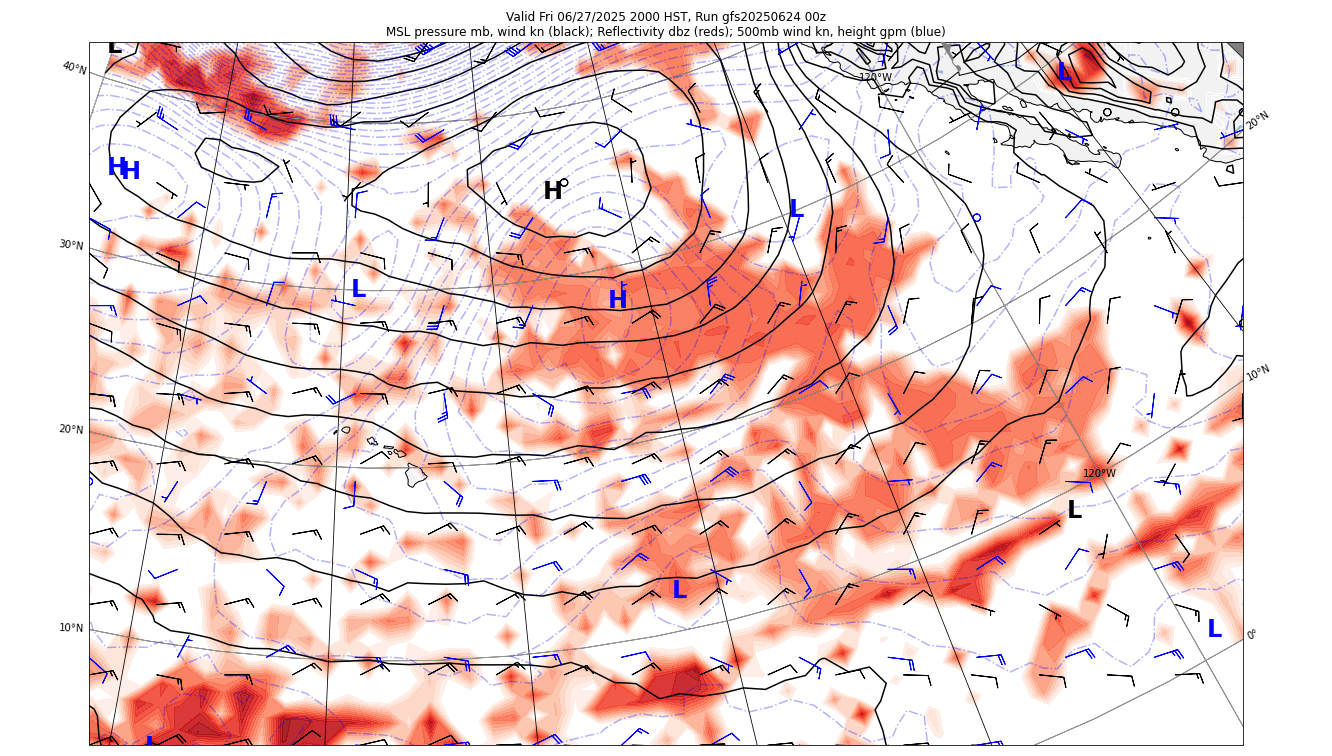 Valid Fri 06/27/2025 2000 HST, Run gfs20250624 00z
MSL pressure mb, wind kn (black); Reflectivity dbz (reds); 500mb wind kn, height gpm (blue)
L
40°N
L
120°W
20°N
H
H
H
L
30°N
L
H
10°N
20°N
120°W
L
L
10°N
L
0°
L